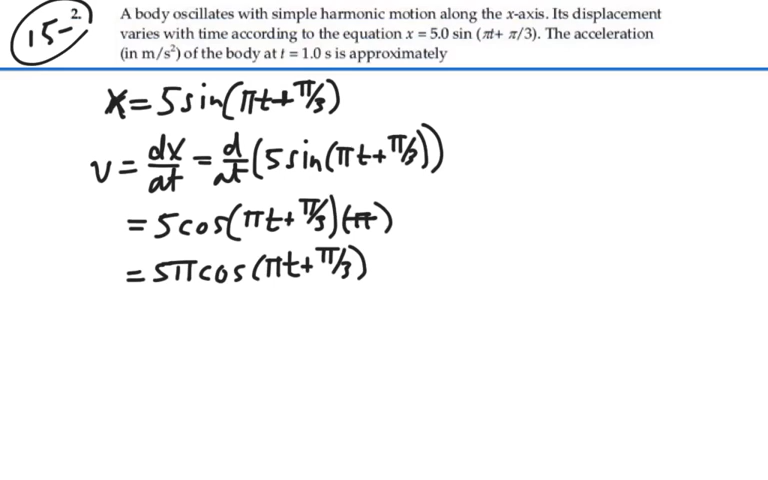 15- 2. A body oscillates with simple harmonic motion along the x-axis. Its displacement
varies with time according to the equation x = 5.0 sin (πt+ π/3). The acceleration
(in m/s²) of the body at t = 1.0 s is approximately
x=5sin(πt+π/3)
v = dx/dt = d/dt(5sin(πt+π/3))
= 5cos(πt+π/3)(π)
= 5πcos(πt+π/3)